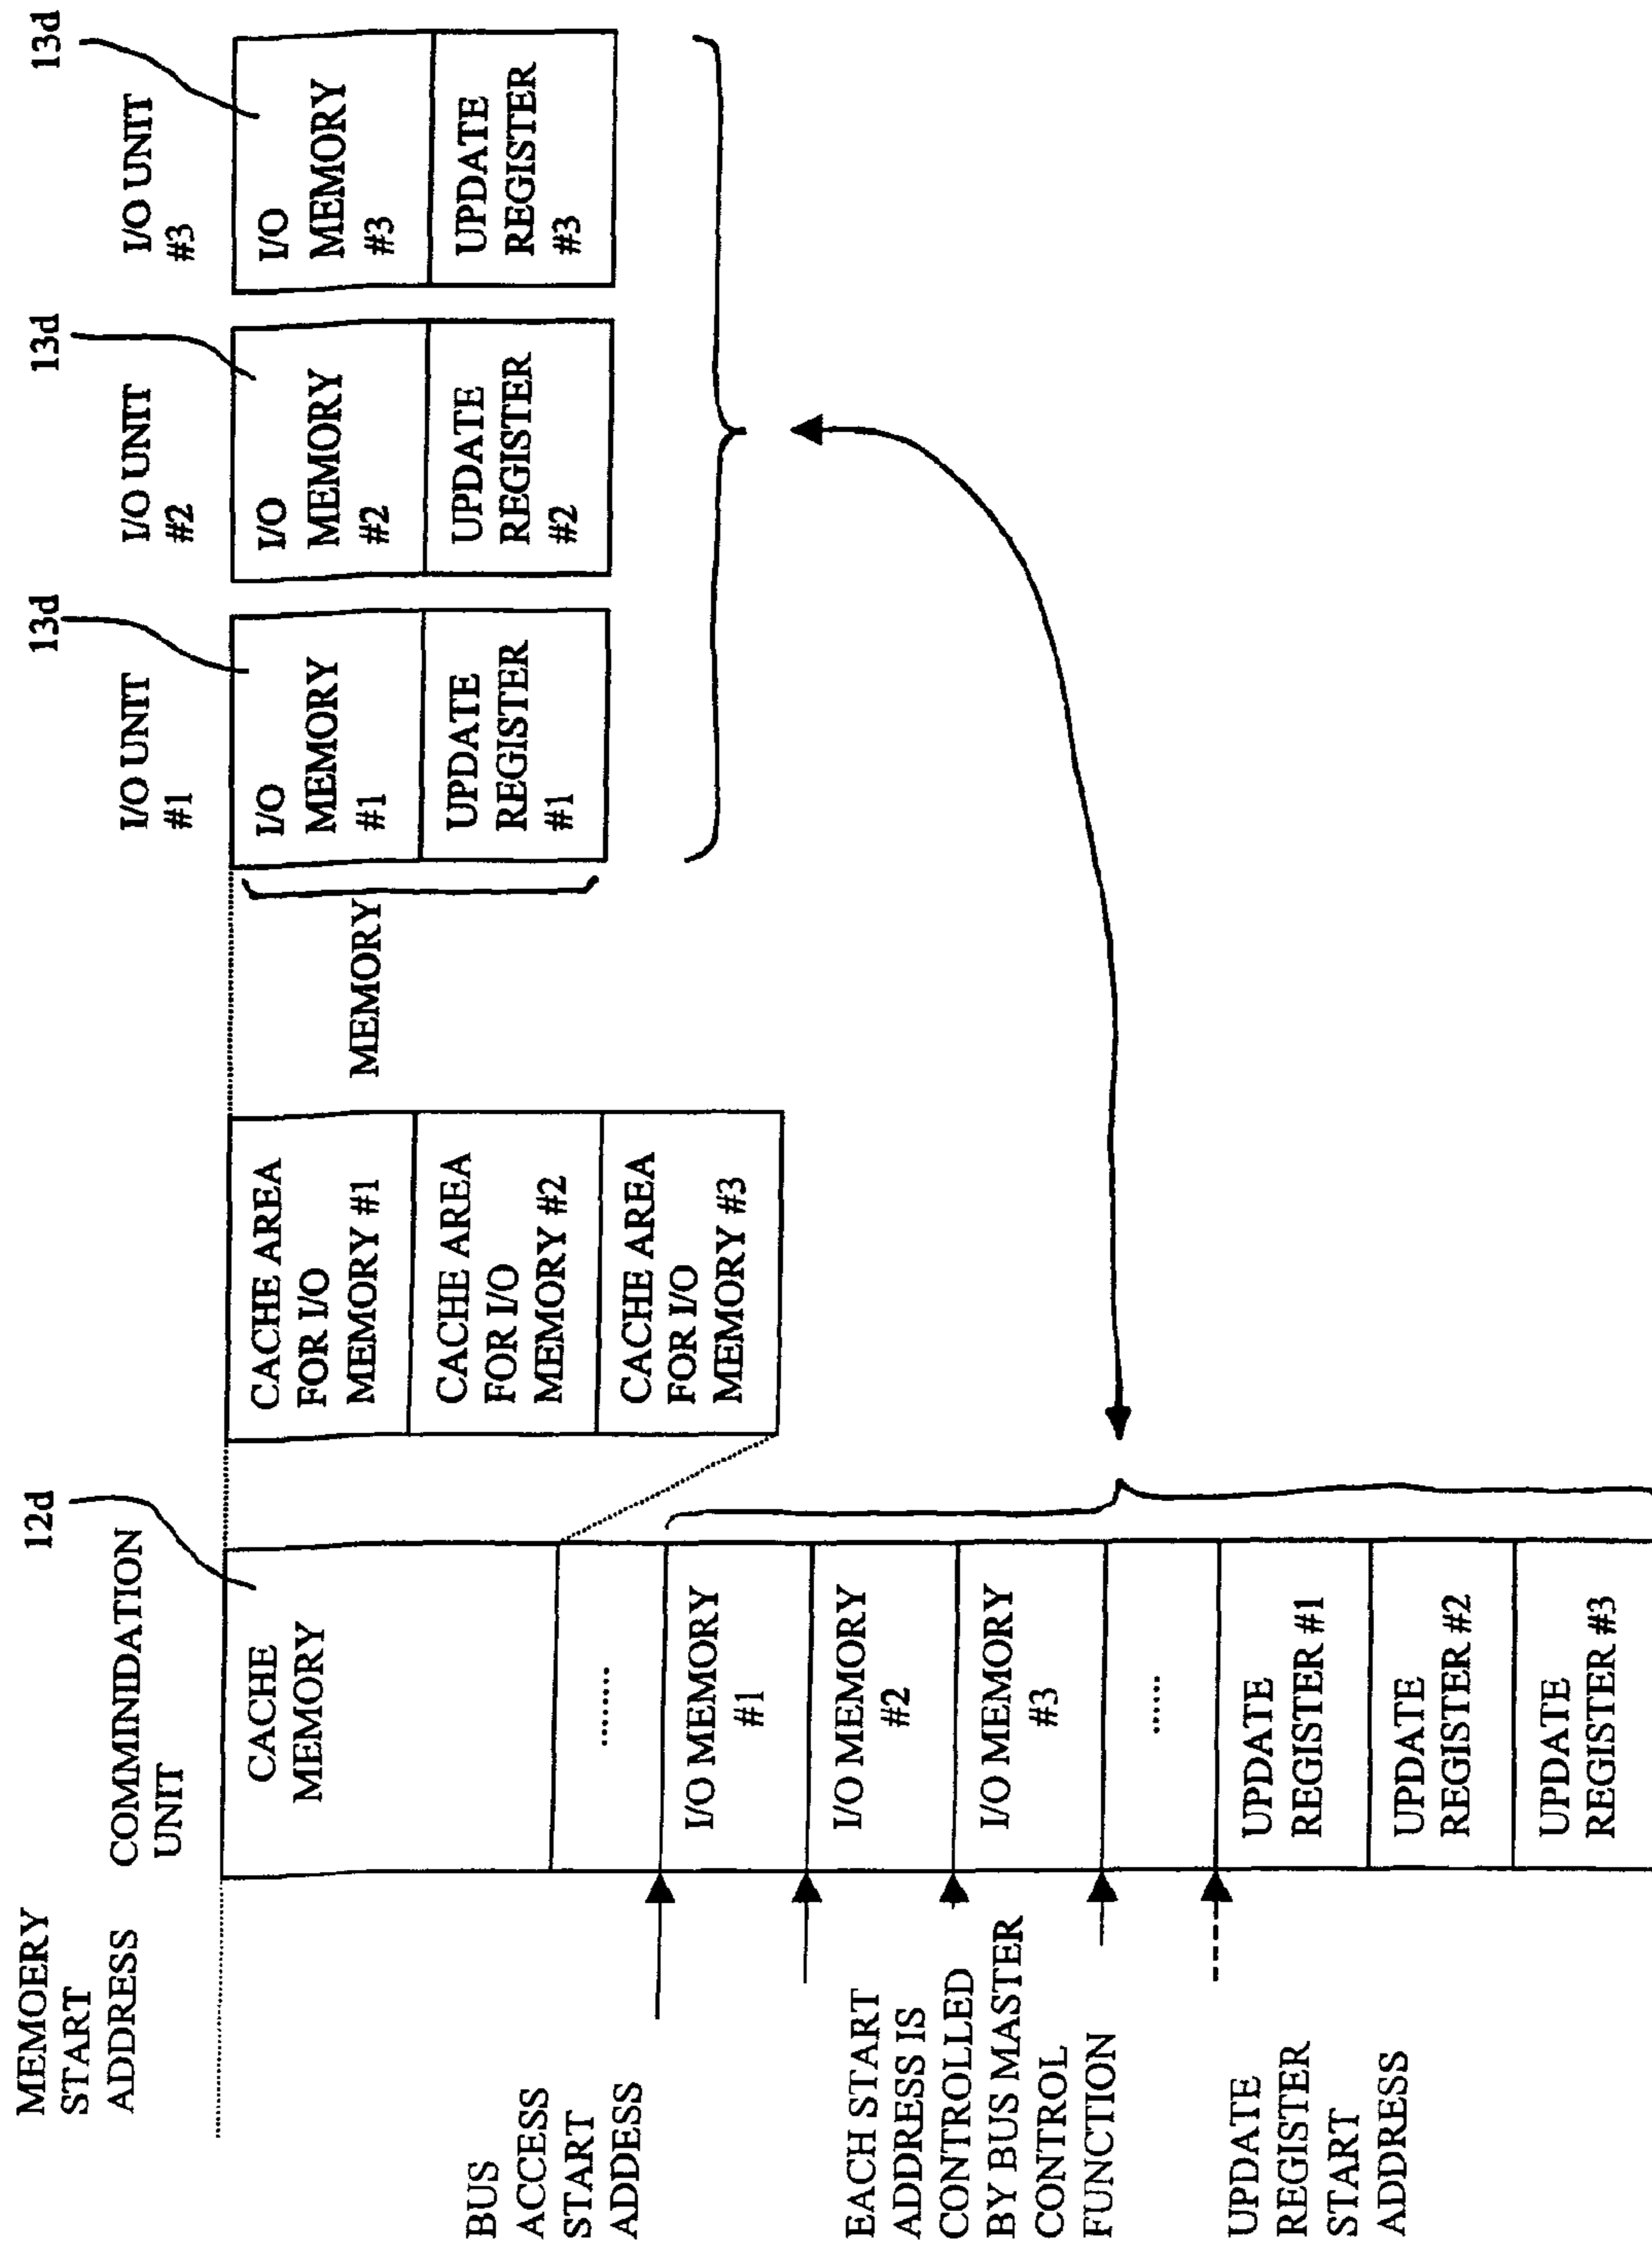 MEMOERY
START
ADDRESS
COMMINDATION
UNIT
12d
CACHE
MEMORY
.......
I/O MEMORY
#1
I/O MEMORY
#2
I/O MEMORY
#3
.....
UPDATE
REGISTER #1
UPDATE
REGISTER #2
UPDATE
REGISTER #3
BUS
ACCESS
START
ADDESS
EACH START
ADDRESS IS
CONTROLLED
BY BUS MASTER
CONTROL
FUNCTION
UPDATE
REGISTER
START
ADDRESS
CACHE AREA
FOR I/O
MEMORY #1
CACHE AREA
FOR I/O
MEMORY #2
CACHE AREA
FOR I/O
MEMORY #3
MEMORY
I/O UNIT
#1
13d
I/O
MEMORY
#1
UPDATE
REGISTER
#1
I/O UNIT
#2
13d
I/O
MEMORY
#2
UPDATE
REGISTER
#2
I/O UNIT
#3
13d
I/O
MEMORY
#3
UPDATE
REGISTER
#3